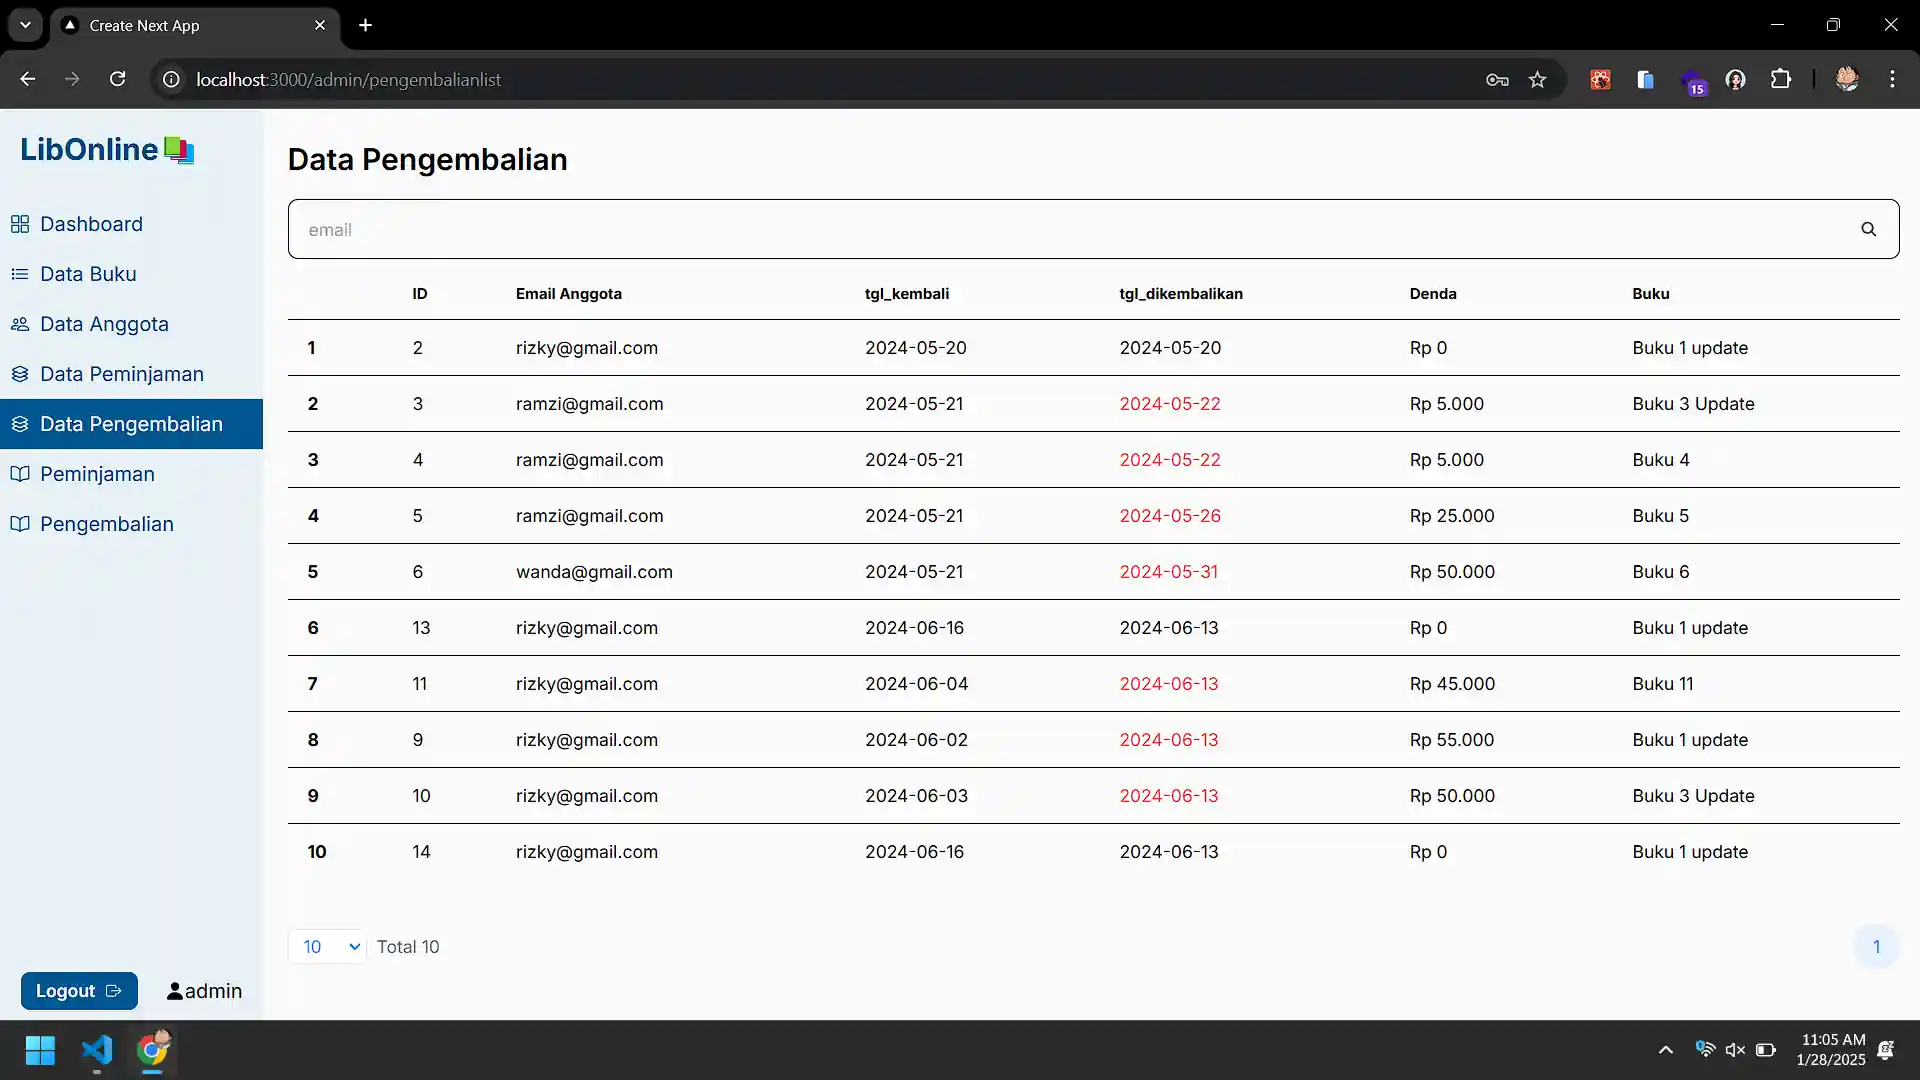 Create Next App
localhost:3000/admin/pengembalianlist
15
LibOnline
Dashboard
Data Buku
Data Anggota
Data Peminjaman
Data Pengembalian
Peminjaman
Pengembalian
Logout
admin
Data Pengembalian
email
ID Email Anggota tgl_kembali tgl_dikembalikan Denda Buku
1 2 rizky@gmail.com 2024-05-20 2024-05-20 Rp 0 Buku 1 update
2 3 ramzi@gmail.com 2024-05-21 2024-05-22 Rp 5.000 Buku 3 Update
3 4 ramzi@gmail.com 2024-05-21 2024-05-22 Rp 5.000 Buku 4
4 5 ramzi@gmail.com 2024-05-21 2024-05-26 Rp 25.000 Buku 5
5 6 wanda@gmail.com 2024-05-21 2024-05-31 Rp 50.000 Buku 6
6 13 rizky@gmail.com 2024-06-16 2024-06-13 Rp 0 Buku 1 update
7 11 rizky@gmail.com 2024-06-04 2024-06-13 Rp 45.000 Buku 11
8 9 rizky@gmail.com 2024-06-02 2024-06-13 Rp 55.000 Buku 1 update
9 10 rizky@gmail.com 2024-06-03 2024-06-13 Rp 50.000 Buku 3 Update
10 14 rizky@gmail.com 2024-06-16 2024-06-13 Rp 0 Buku 1 update
10 Total 10
1
11:05 AM
1/28/2025